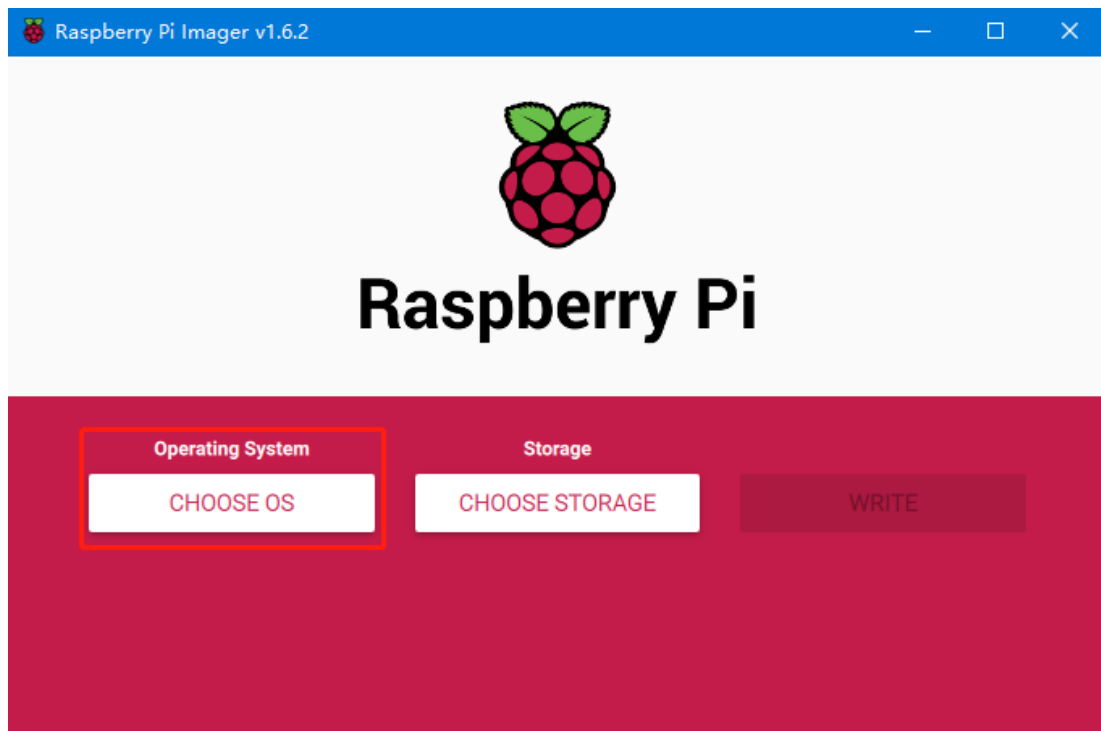 Raspberry Pi Imager v1.6.2
Raspberry Pi
Operating System
Storage
CHOOSE OS
CHOOSE STORAGE
WRITE